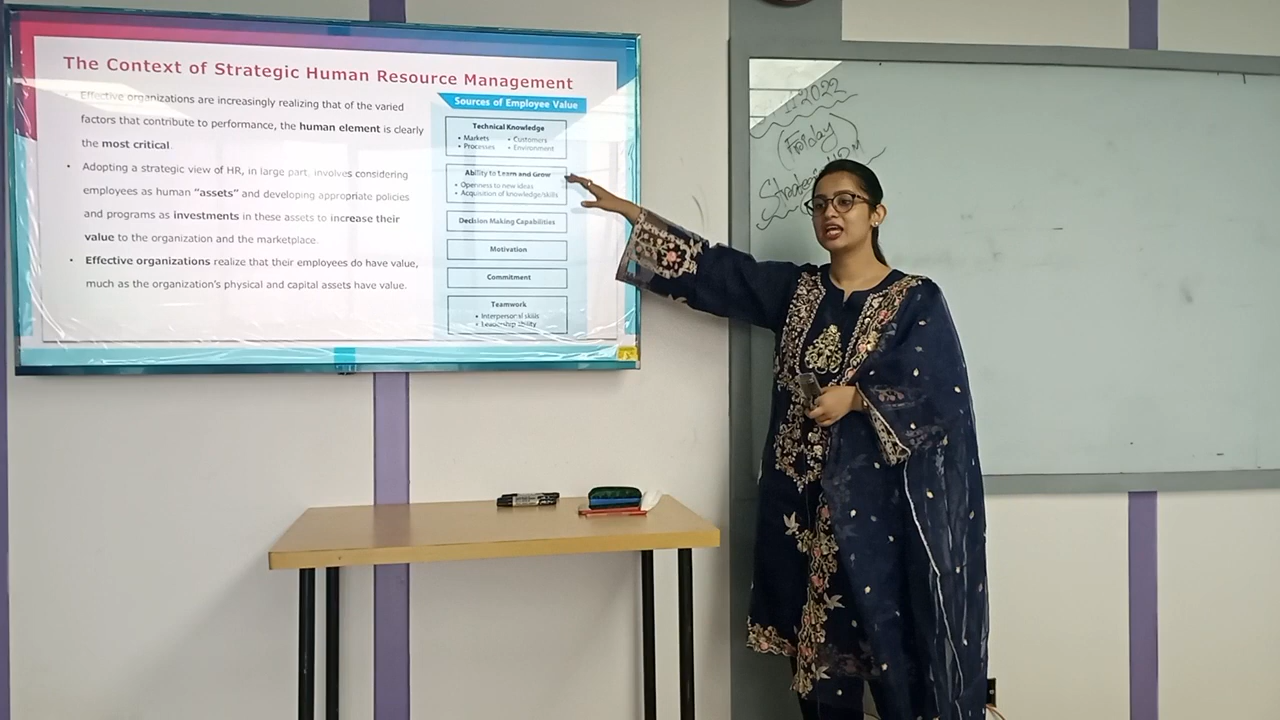 The Context of Strategic Human Resource Management
• Effective organizations are increasingly realizing that of the varied
factors that contribute to performance, the human element is clearly
the most critical.
• Adopting a strategic view of HR, in large part, involves considering
employees as human "assets" and developing appropriate policies
and programs as investments in these assets to increase their
value to the organization and the marketplace.
• Effective organizations realize that their employees do have value,
much as the organization's physical and capital assets have value.
Sources of Employee Value
Technical Knowledge
• Markets • Customers
• Processes • Environment
Ability to Learn and Grow
• Openness to new ideas
• Acquisition of knowledge/skills
Decision Making Capabilities
Motivation
Commitment
Teamwork
• Interpersonal skills
• Leadership ability
2022
(Friday)